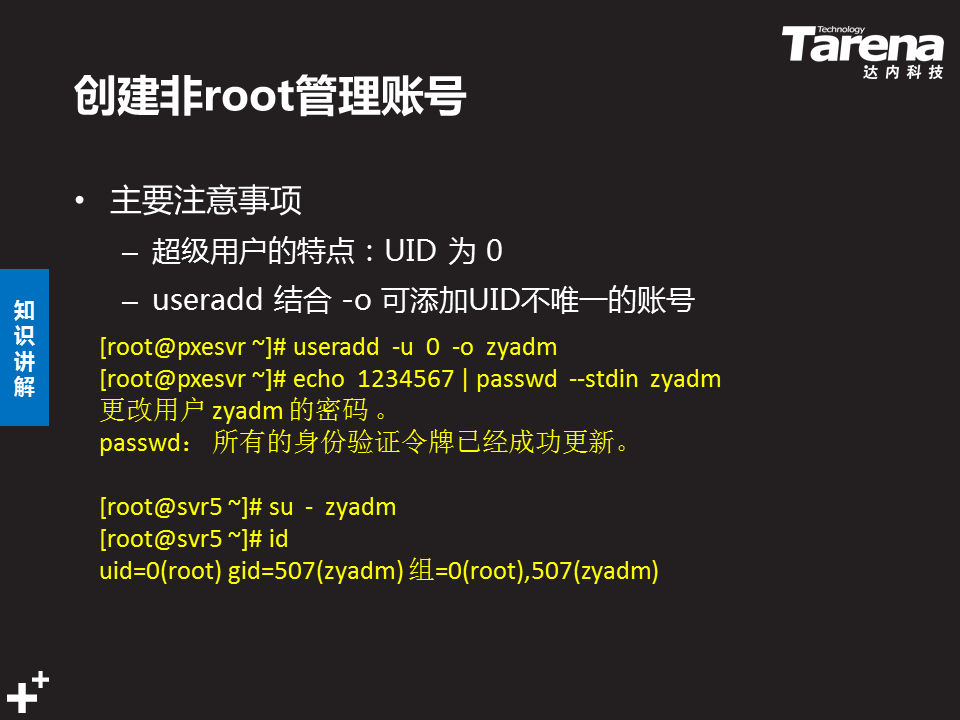 Technology
Tarena
达内科技
创建非root管理账号
• 主要注意事项
– 超级用户的特点：UID 为 0
– useradd 结合 -o 可添加UID不唯一的账号
知识讲解
[root@pxesvr ~]# useradd -u 0 -o zyadm
[root@pxesvr ~]# echo 1234567 | passwd --stdin zyadm
更改用户 zyadm 的密码 。
passwd： 所有的身份验证令牌已经成功更新。
[root@svr5 ~]# su - zyadm
[root@svr5 ~]# id
uid=0(root) gid=507(zyadm) 组=0(root),507(zyadm)